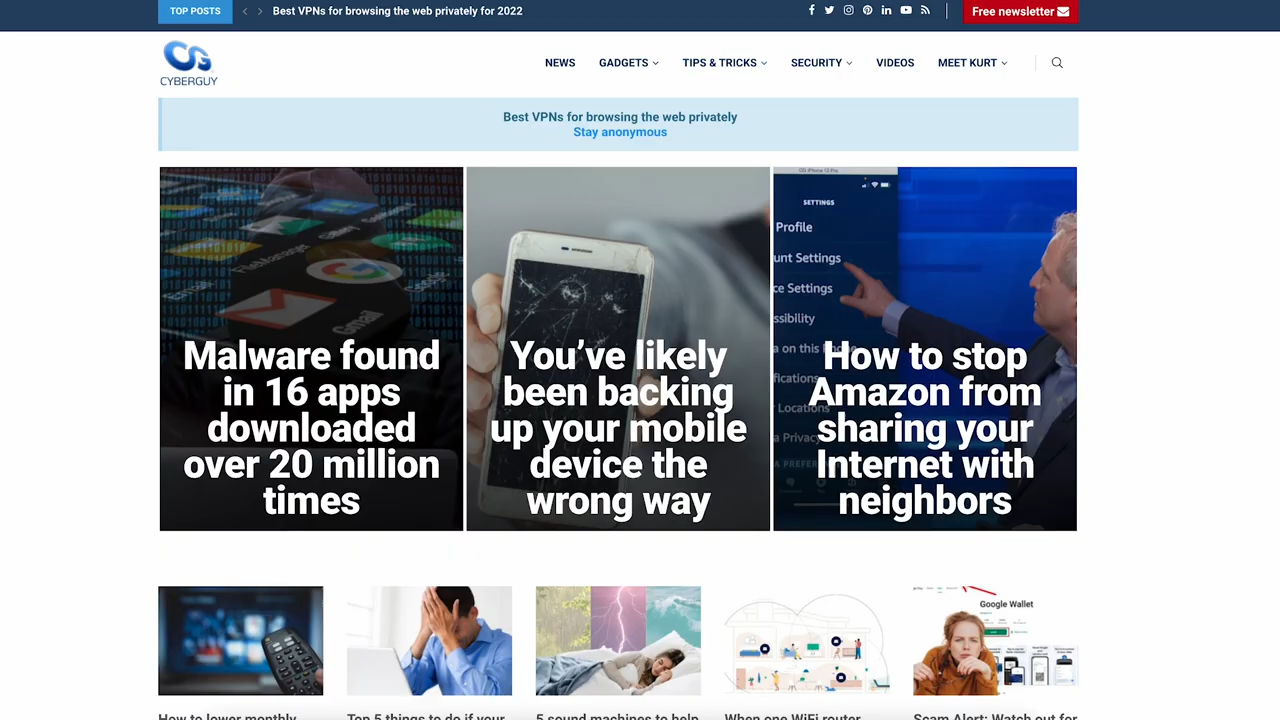 TOP POSTS
Best VPNs for browsing the web privately for 2022
Free newsletter
CYBERGUY
NEWS
GADGETS
TIPS & TRICKS
SECURITY
VIDEOS
MEET KURT
Best VPNs for browsing the web privately
Stay anonymous
FileManager
Google
Gmail
Malware found
in 16 apps
downloaded
over 20 million
times
You've likely
been backing
up your mobile
device the
wrong way
SETTINGS
Profile
unt Settings
ce Settings
ssibility
a on this Phone
fications
Locations
a Privacy
How to stop
Amazon from
sharing your
Internet with
neighbors
Google Wallet
How to lower monthly
Top 5 things to do if your
5 sound machines to help
When one WiFi router
Scam Alert: Watch out for